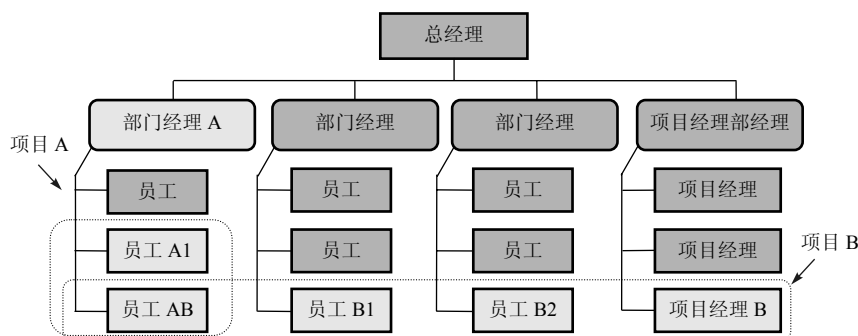 总经理
部门经理 A
部门经理
部门经理
项目经理部经理
项目 A
员工
员工
员工
项目经理
员工 A1
员工
员工
项目经理
项目 B
员工 AB
员工 B1
员工 B2
项目经理 B